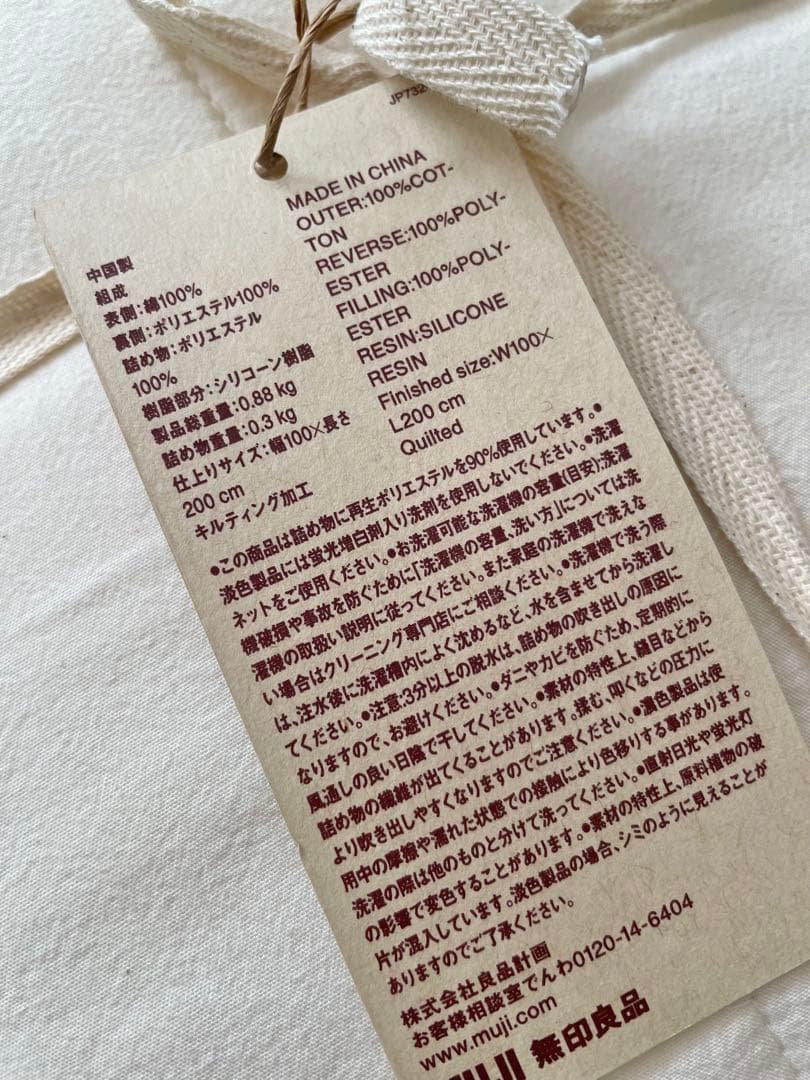 JP732
中国製
組成
表側:綿100%
裏側:ポリエステル100%
詰め物:ポリエステル
100%
樹脂部分:シリコーン樹脂
製品総重量:0.88 kg
詰め物重量:0.3 kg
仕上りサイズ:幅100×長さ
200 cm
キルティング加工
MADE IN CHINA
OUTER:100%COT-
TON
REVERSE:100%POLY-
ESTER
FILLING:100%POLY-
ESTER
RESIN:SILICONE
RESIN
Finished size:W100×
L200 cm
Quilted
●この商品は詰め物に再生ポリエステルを90%使用しています。●
淡色製品には蛍光増白剤入り洗剤を使用しないでください。●洗濯
ネットをご使用ください。●お洗濯可能な洗濯機の容量(目安):洗濯
機破損や事故を防ぐために「洗濯機の容量、洗い方」については洗
濯機の取扱い説明に従ってください。また家庭の洗濯機で洗えな
い場合はクリーニング専門店にご相談ください。●洗濯機で洗う際
は、注水後に洗濯槽内によく沈めるなど、水を含ませてから洗濯し
てください。●注意:3分以上の脱水は、詰め物の吹き出しの原因に
なりますので、お避けください。●ダニやカビを防ぐため、定期的に
風通しの良い日陰で干してください。●素材の特性上、縫目などから
詰め物の繊維が出てくることがあります。揉む、叩くなどの圧力に
より吹き出しやすくなりますのでご注意ください。●濃色製品は使
用中の摩擦や濡れた状態での接触により色移りする事があります。
洗濯の際は他のものと分けて洗ってください。●直射日光や蛍光灯
の影響で変色することがあります。●素材の特性上、原料植物の破
片が混入しています。淡色製品の場合、シミのように見えることが
ありますのでご了承ください。
株式会社良品計画
お客様相談室でんわ0120-14-6404
www.muji.com
MUJI 無印良品